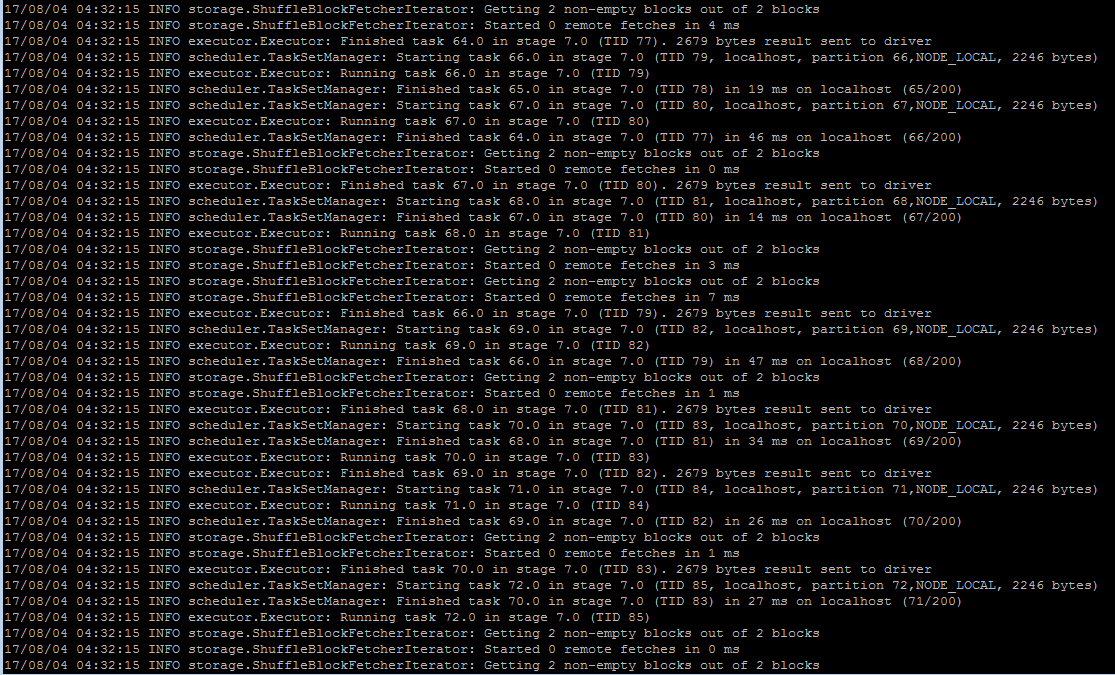 17/08/04 04:32:15 INFO storage.ShuffleBlockFetcherIterator: Getting 2 non-empty blocks out of 2 blocks
17/08/04 04:32:15 INFO storage.ShuffleBlockFetcherIterator: Started 0 remote fetches in 4 ms
17/08/04 04:32:15 INFO executor.Executor: Finished task 64.0 in stage 7.0 (TID 77). 2679 bytes result sent to driver
17/08/04 04:32:15 INFO scheduler.TaskSetManager: Starting task 66.0 in stage 7.0 (TID 79, localhost, partition 66,NODE_LOCAL, 2246 bytes)
17/08/04 04:32:15 INFO executor.Executor: Running task 66.0 in stage 7.0 (TID 79)
17/08/04 04:32:15 INFO scheduler.TaskSetManager: Finished task 65.0 in stage 7.0 (TID 78) in 19 ms on localhost (65/200)
17/08/04 04:32:15 INFO scheduler.TaskSetManager: Starting task 67.0 in stage 7.0 (TID 80, localhost, partition 67,NODE_LOCAL, 2246 bytes)
17/08/04 04:32:15 INFO executor.Executor: Running task 67.0 in stage 7.0 (TID 80)
17/08/04 04:32:15 INFO scheduler.TaskSetManager: Finished task 64.0 in stage 7.0 (TID 77) in 46 ms on localhost (66/200)
17/08/04 04:32:15 INFO storage.ShuffleBlockFetcherIterator: Getting 2 non-empty blocks out of 2 blocks
17/08/04 04:32:15 INFO storage.ShuffleBlockFetcherIterator: Started 0 remote fetches in 0 ms
17/08/04 04:32:15 INFO executor.Executor: Finished task 67.0 in stage 7.0 (TID 80). 2679 bytes result sent to driver
17/08/04 04:32:15 INFO scheduler.TaskSetManager: Starting task 68.0 in stage 7.0 (TID 81, localhost, partition 68,NODE_LOCAL, 2246 bytes)
17/08/04 04:32:15 INFO scheduler.TaskSetManager: Finished task 67.0 in stage 7.0 (TID 80) in 14 ms on localhost (67/200)
17/08/04 04:32:15 INFO executor.Executor: Running task 68.0 in stage 7.0 (TID 81)
17/08/04 04:32:15 INFO storage.ShuffleBlockFetcherIterator: Getting 2 non-empty blocks out of 2 blocks
17/08/04 04:32:15 INFO storage.ShuffleBlockFetcherIterator: Started 0 remote fetches in 3 ms
17/08/04 04:32:15 INFO storage.ShuffleBlockFetcherIterator: Getting 2 non-empty blocks out of 2 blocks
17/08/04 04:32:15 INFO storage.ShuffleBlockFetcherIterator: Started 0 remote fetches in 7 ms
17/08/04 04:32:15 INFO executor.Executor: Finished task 66.0 in stage 7.0 (TID 79). 2679 bytes result sent to driver
17/08/04 04:32:15 INFO scheduler.TaskSetManager: Starting task 69.0 in stage 7.0 (TID 82, localhost, partition 69,NODE_LOCAL, 2246 bytes)
17/08/04 04:32:15 INFO executor.Executor: Running task 69.0 in stage 7.0 (TID 82)
17/08/04 04:32:15 INFO scheduler.TaskSetManager: Finished task 66.0 in stage 7.0 (TID 79) in 47 ms on localhost (68/200)
17/08/04 04:32:15 INFO storage.ShuffleBlockFetcherIterator: Getting 2 non-empty blocks out of 2 blocks
17/08/04 04:32:15 INFO storage.ShuffleBlockFetcherIterator: Started 0 remote fetches in 1 ms
17/08/04 04:32:15 INFO executor.Executor: Finished task 68.0 in stage 7.0 (TID 81). 2679 bytes result sent to driver
17/08/04 04:32:15 INFO scheduler.TaskSetManager: Starting task 70.0 in stage 7.0 (TID 83, localhost, partition 70,NODE_LOCAL, 2246 bytes)
17/08/04 04:32:15 INFO scheduler.TaskSetManager: Finished task 68.0 in stage 7.0 (TID 81) in 34 ms on localhost (69/200)
17/08/04 04:32:15 INFO executor.Executor: Running task 70.0 in stage 7.0 (TID 83)
17/08/04 04:32:15 INFO executor.Executor: Finished task 69.0 in stage 7.0 (TID 82). 2679 bytes result sent to driver
17/08/04 04:32:15 INFO scheduler.TaskSetManager: Starting task 71.0 in stage 7.0 (TID 84, localhost, partition 71,NODE_LOCAL, 2246 bytes)
17/08/04 04:32:15 INFO executor.Executor: Running task 71.0 in stage 7.0 (TID 84)
17/08/04 04:32:15 INFO scheduler.TaskSetManager: Finished task 69.0 in stage 7.0 (TID 82) in 26 ms on localhost (70/200)
17/08/04 04:32:15 INFO storage.ShuffleBlockFetcherIterator: Getting 2 non-empty blocks out of 2 blocks
17/08/04 04:32:15 INFO storage.ShuffleBlockFetcherIterator: Started 0 remote fetches in 1 ms
17/08/04 04:32:15 INFO executor.Executor: Finished task 70.0 in stage 7.0 (TID 83). 2679 bytes result sent to driver
17/08/04 04:32:15 INFO scheduler.TaskSetManager: Starting task 72.0 in stage 7.0 (TID 85, localhost, partition 72,NODE_LOCAL, 2246 bytes)
17/08/04 04:32:15 INFO scheduler.TaskSetManager: Finished task 70.0 in stage 7.0 (TID 83) in 27 ms on localhost (71/200)
17/08/04 04:32:15 INFO executor.Executor: Running task 72.0 in stage 7.0 (TID 85)
17/08/04 04:32:15 INFO storage.ShuffleBlockFetcherIterator: Getting 2 non-empty blocks out of 2 blocks
17/08/04 04:32:15 INFO storage.ShuffleBlockFetcherIterator: Started 0 remote fetches in 0 ms
17/08/04 04:32:15 INFO storage.ShuffleBlockFetcherIterator: Getting 2 non-empty blocks out of 2 blocks